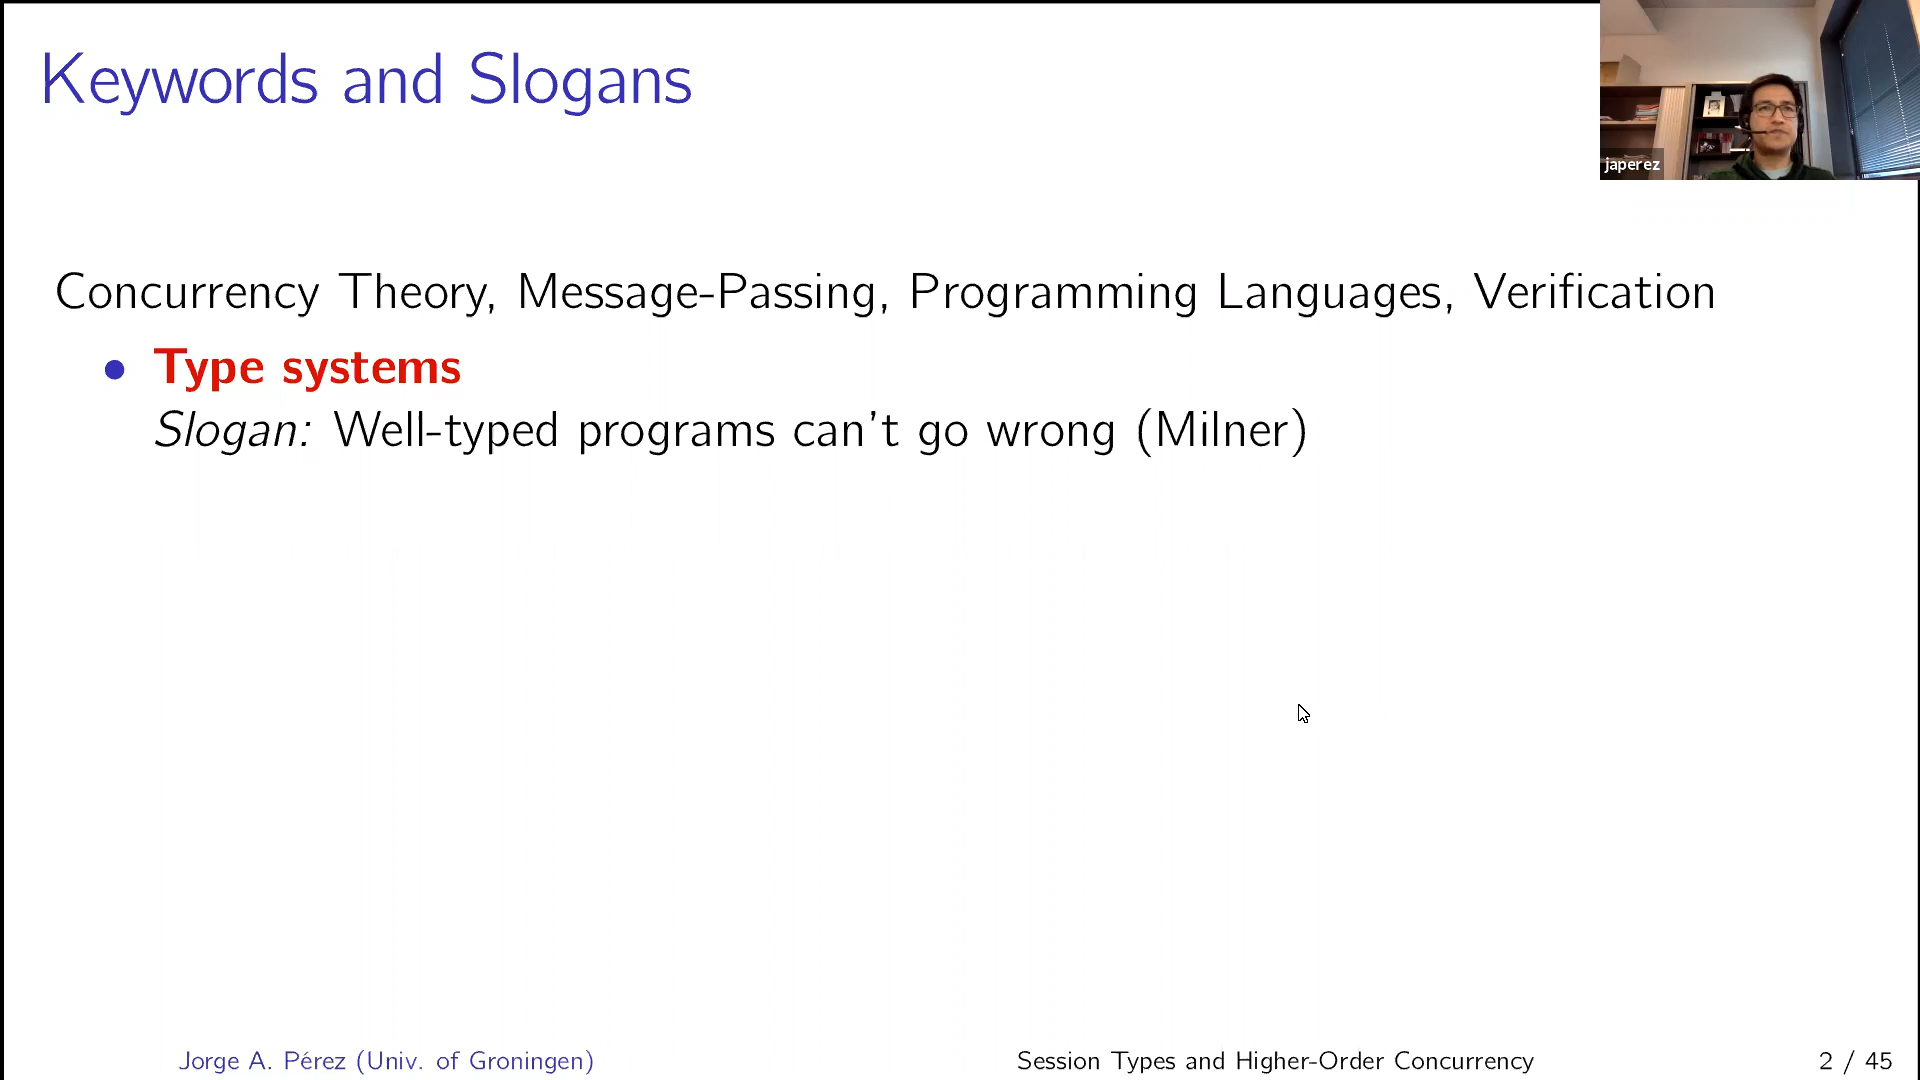 Keywords and Slogans
japerez
Concurrency Theory, Message-Passing, Programming Languages, Verification
• Type systems
Slogan: Well-typed programs can't go wrong (Milner)
Jorge A. Pérez (Univ. of Groningen) Session Types and Higher-Order Concurrency 2 / 45